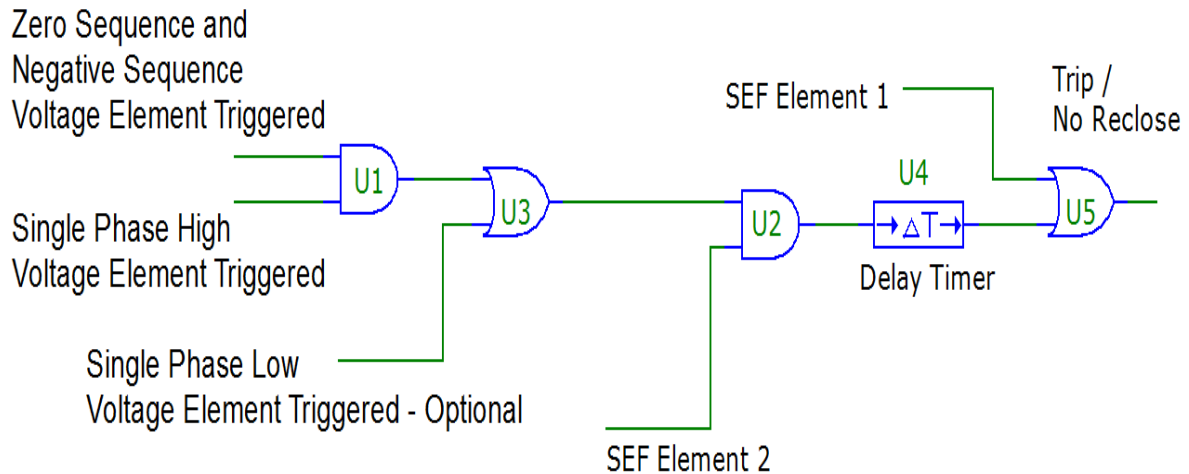 Zero Sequence and
Negative Sequence
Voltage Element Triggered
U1
Single Phase High
Voltage Element Triggered
U3
Single Phase Low
Voltage Element Triggered - Optional
SEF Element 2
U2
SEF Element 1
U4
ΔT
Delay Timer
Trip /
No Reclose
U5